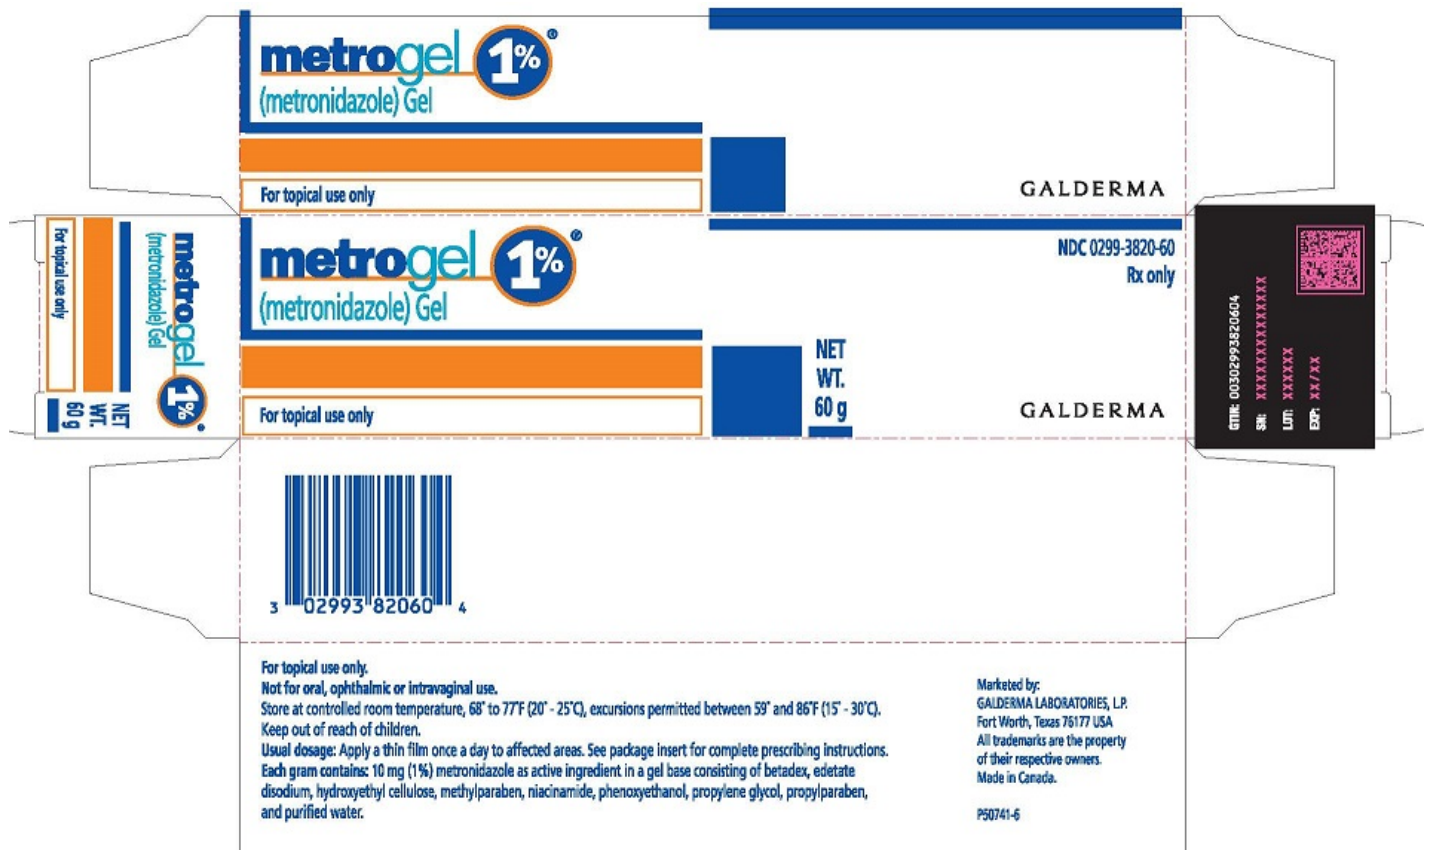 metrogel 1%®
(metronidazole) Gel
For topical use only
GALDERMA
metrogel 1%®
(metronidazole) Gel
For topical use only
NET
WT.
60 g
NDC 0299-3820-60
Rx only
GALDERMA
metrogel 1%®
(metronidazole) Gel
For topical use only
NET
WT.
60 g
GTIN: 00302993820604
SN: XXXXXXXXXXXXXX
LOT: XXXXXX
EXP: XX/XX
3 02993 82060 4
For topical use only.
Not for oral, ophthalmic or intravaginal use.
Store at controlled room temperature, 68˚ to 77˚F (20˚ - 25˚C), excursions permitted between 59˚ and 86˚F (15˚ - 30˚C).
Keep out of reach of children.
Usual dosage: Apply a thin film once a day to affected areas. See package insert for complete prescribing instructions.
Each gram contains: 10 mg (1%) metronidazole as active ingredient in a gel base consisting of betadex, edetate
disodium, hydroxyethyl cellulose, methylparaben, niacinamide, phenoxyethanol, propylene glycol, propylparaben,
and purified water.
Marketed by:
GALDERMA LABORATORIES, L.P.
Fort Worth, Texas 76177 USA
All trademarks are the property
of their respective owners.
Made in Canada.
P50741-6